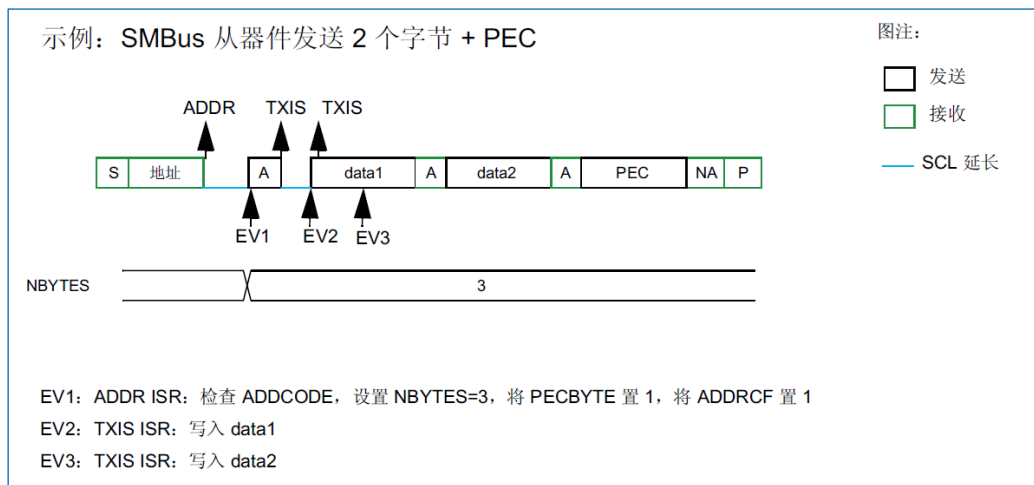 示例：SMBus 从器件发送 2 个字节 + PEC
图注：
发送
接收
SCL 延长
ADDR TXIS TXIS
S 地址 A data1 A data2 A PEC NA P
EV1 EV2 EV3
NBYTES 3
EV1：ADDR ISR：检查 ADDCODE，设置 NBYTES=3，将 PECBYTE 置 1，将 ADDRCF 置 1
EV2：TXIS ISR：写入 data1
EV3：TXIS ISR：写入 data2